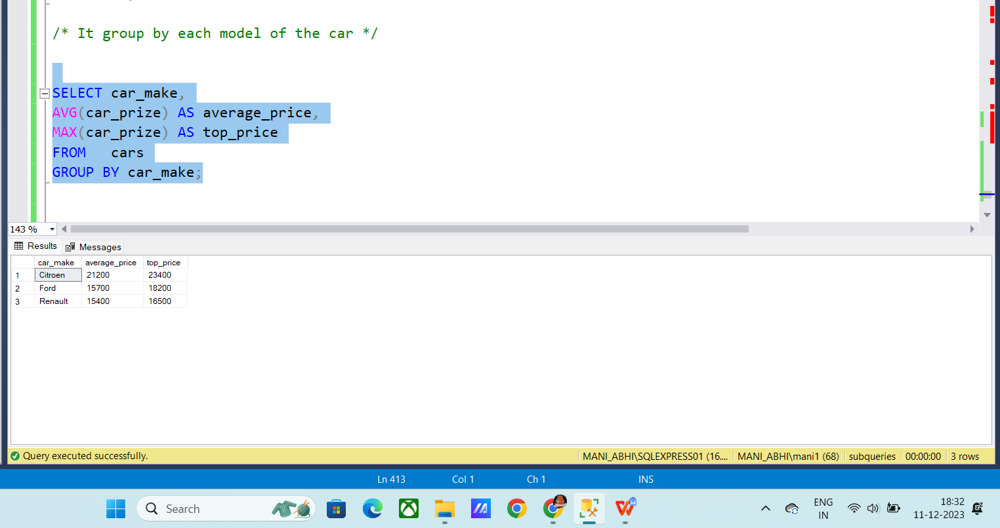 /* It group by each model of the car */
SELECT car_make,
AVG(car_prize) AS average_price,
MAX(car_prize) AS top_price
FROM   cars
GROUP BY car_make;
143 %
Results Messages
car_make average_price top_price
1 Citroen 21200 23400
2 Ford 15700 18200
3 Renault 15400 16500
Query executed successfully. MANI_ABHI\SQLEXPRESS01 (16.... MANI_ABHI\mani1 (68) subqueries 00:00:00 3 rows
Ln 413 Col 1 Ch 1 INS
Search ENG IN 18:32 11-12-2023